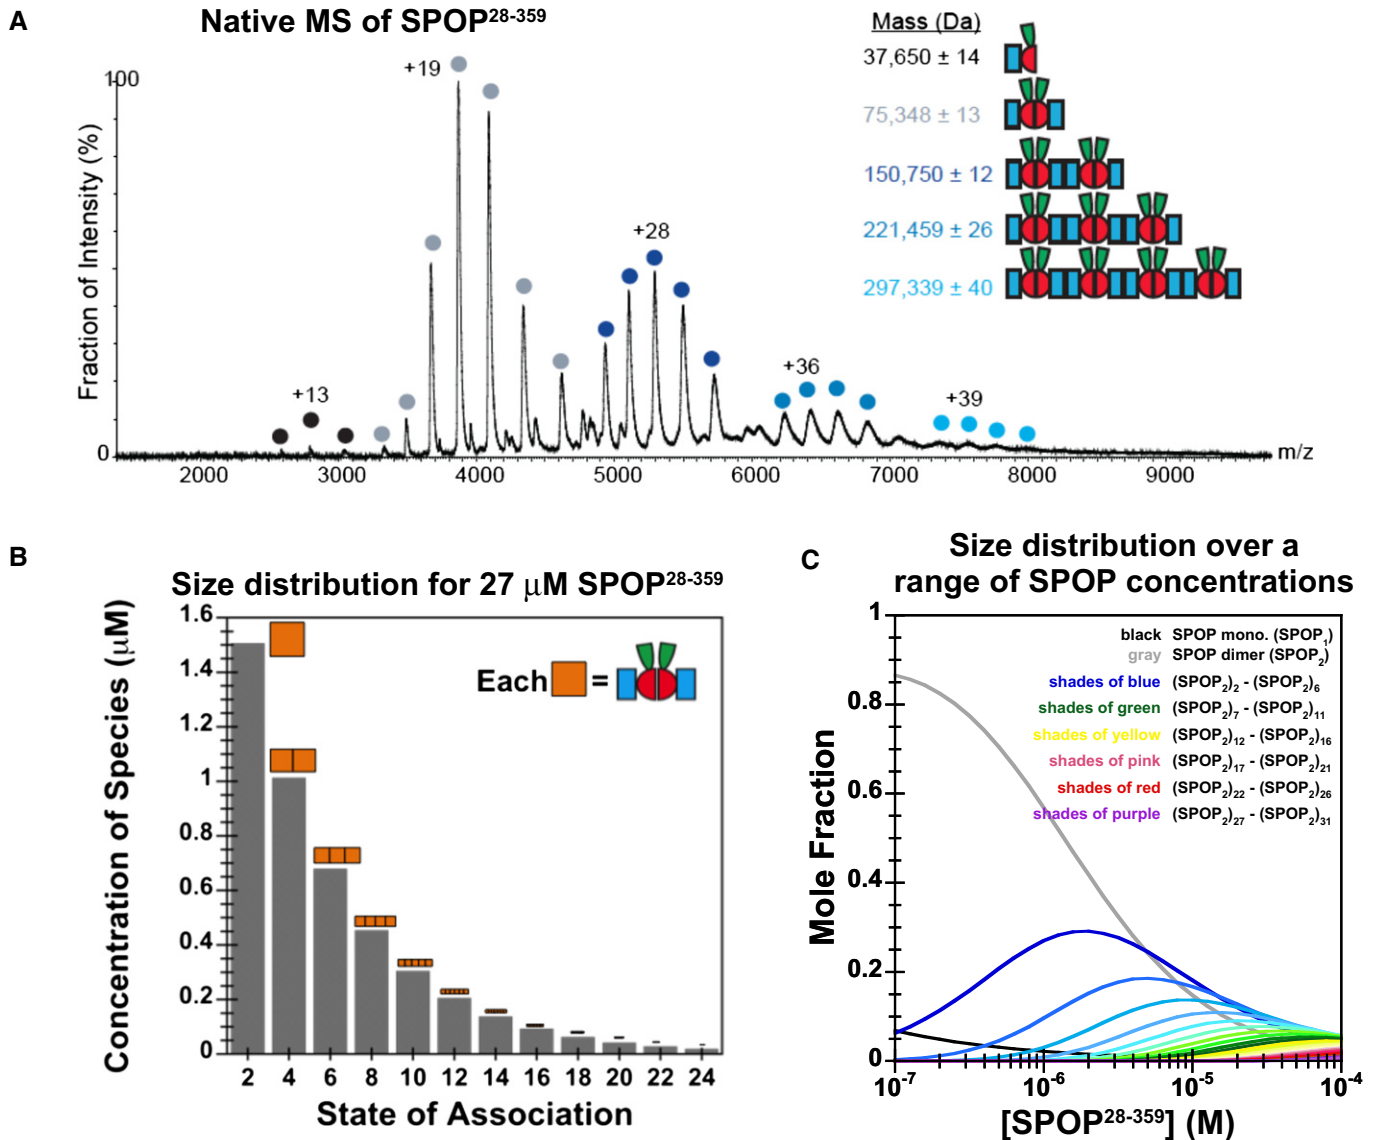 A
Native MS of SPOP28-359
Mass (Da)
37,650 ± 14
75,348 ± 13
150,750 ± 12
221,459 ± 26
297,339 ± 40
Fraction of Intensity (%)
100
0
+13
+19
+28
+36
+39
2000 3000 4000 5000 6000 7000 8000 9000
m/z
B
Size distribution for 27 μM SPOP28-359
Concentration of Species (μM)
1.6
1.4
1.2
1
0.8
0.6
0.4
0.2
0
Each = 
2 4 6 8 10 12 14 16 18 20 22 24
State of Association
C
Size distribution over a
range of SPOP concentrations
Mole Fraction
1
0.8
0.6
0.4
0.2
0
black SPOP mono. (SPOP1)
gray SPOP dimer (SPOP2)
shades of blue (SPOP2)2 - (SPOP2)6
shades of green (SPOP2)7 - (SPOP2)11
shades of yellow (SPOP2)12 - (SPOP2)16
shades of pink (SPOP2)17 - (SPOP2)21
shades of red (SPOP2)22 - (SPOP2)26
shades of purple (SPOP2)27 - (SPOP2)31
10-7 10-6 10-5 10-4
[SPOP28-359] (M)